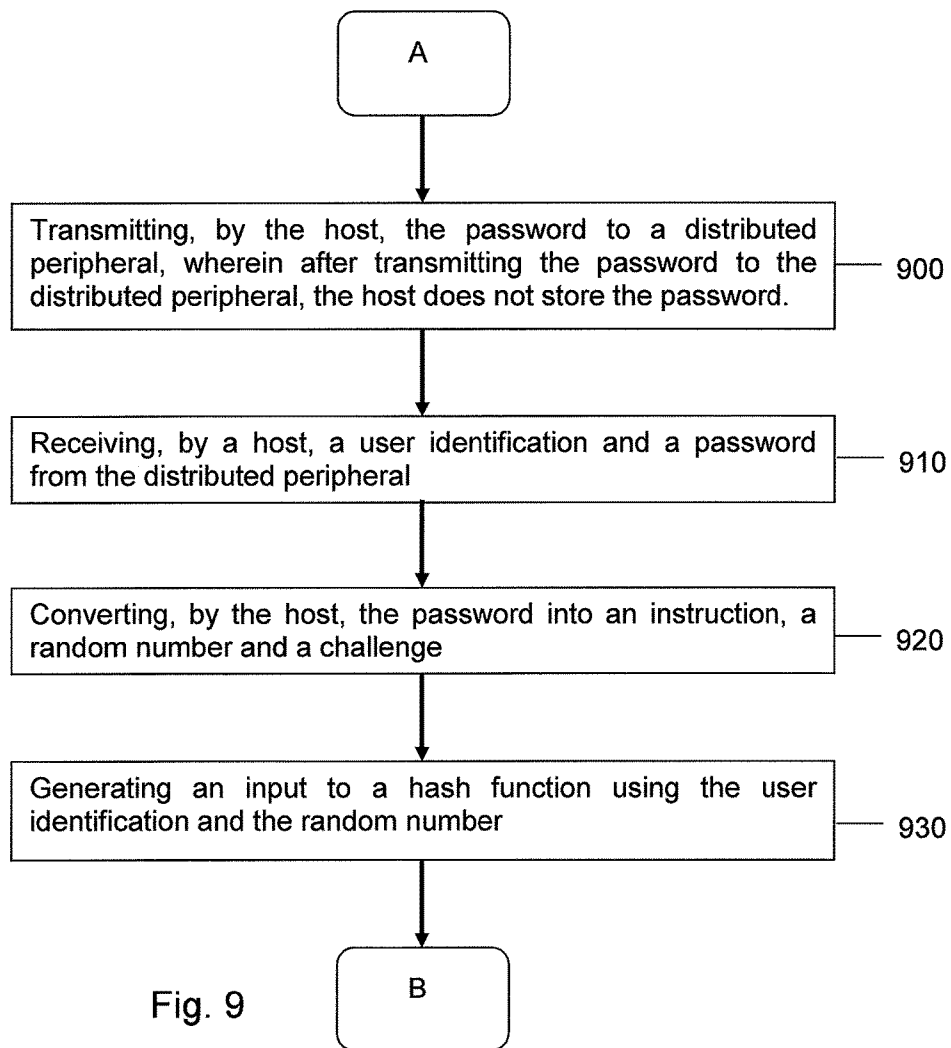 A
Transmitting, by the host, the password to a distributed
peripheral, wherein after transmitting the password to the
distributed peripheral, the host does not store the password.
900
Receiving, by a host, a user identification and a password
from the distributed peripheral
910
Converting, by the host, the password into an instruction, a
random number and a challenge
920
Generating an input to a hash function using the user
identification and the random number
930
B
Fig. 9